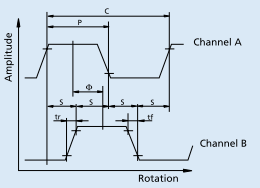 C
P
Channel A
Amplitude
Φ
S S S S
tr
tf
Channel B
Rotation